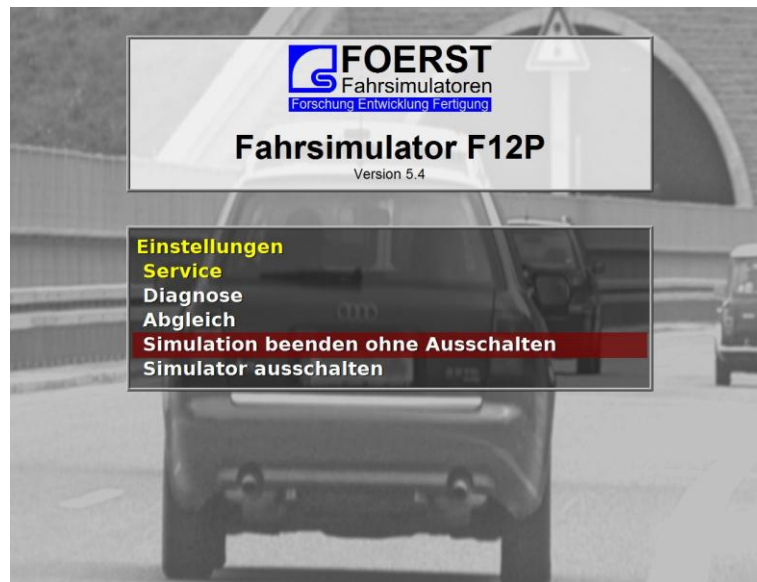 FOERST
Fahrsimulatoren
Forschung Entwicklung Fertigung
Fahrsimulator F12P
Version 5.4
Einstellungen
Service
Diagnose
Abgleich
Simulation beenden ohne Ausschalten
Simulator ausschalten